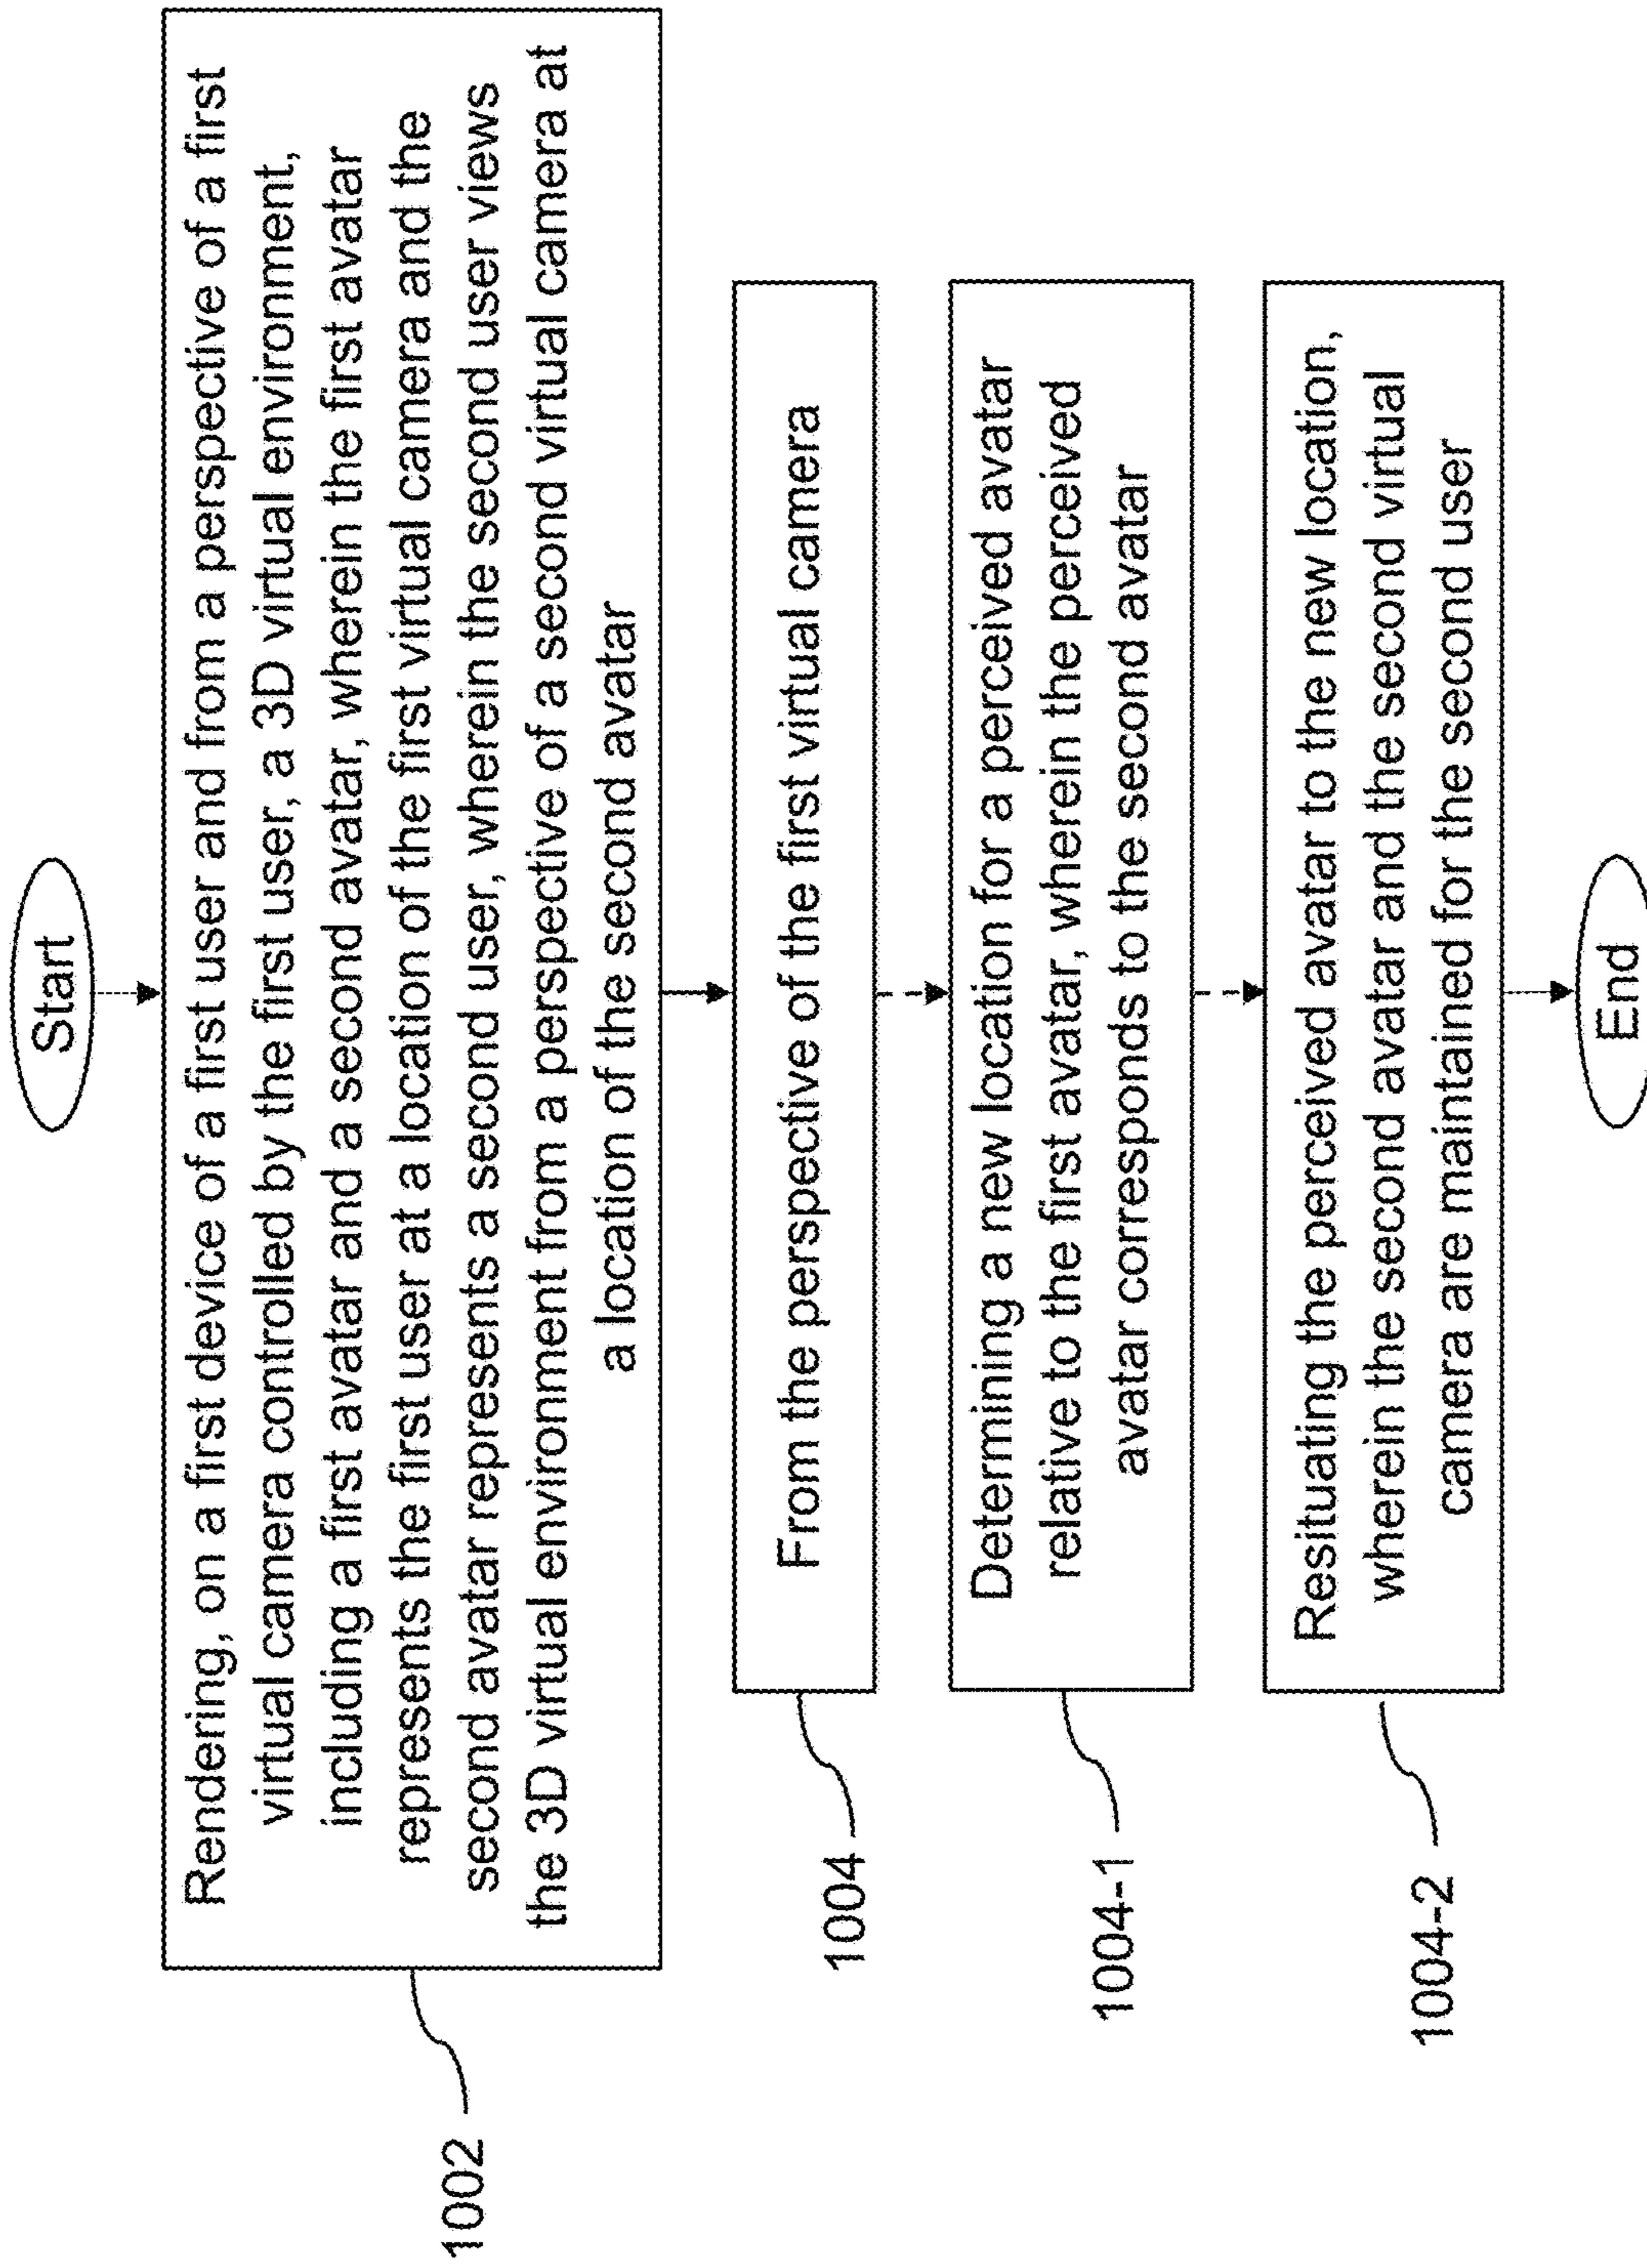 Start
Rendering, on a first device of a first user and from a perspective of a first
virtual camera controlled by the first user, a 3D virtual environment,
including a first avatar and a second avatar, wherein the first avatar
represents the first user at a location of the first virtual camera and the
second avatar represents a second user, wherein the second user views
the 3D virtual environment from a perspective of a second virtual camera at
a location of the second avatar
1002
From the perspective of the first virtual camera
1004
Determining a new location for a perceived avatar
relative to the first avatar, wherein the perceived
avatar corresponds to the second avatar
1004-1
Resituating the perceived avatar to the new location,
wherein the second avatar and the second virtual
camera are maintained for the second user
1004-2
End